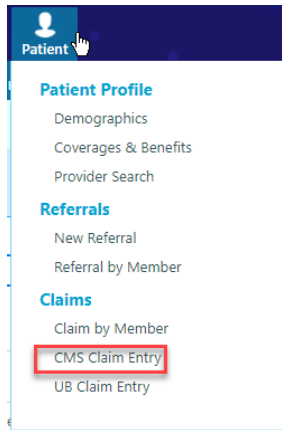 Patient
Patient Profile
Demographics
Coverages & Benefits
Provider Search
Referrals
New Referral
Referral by Member
Claims
Claim by Member
CMS Claim Entry
UB Claim Entry